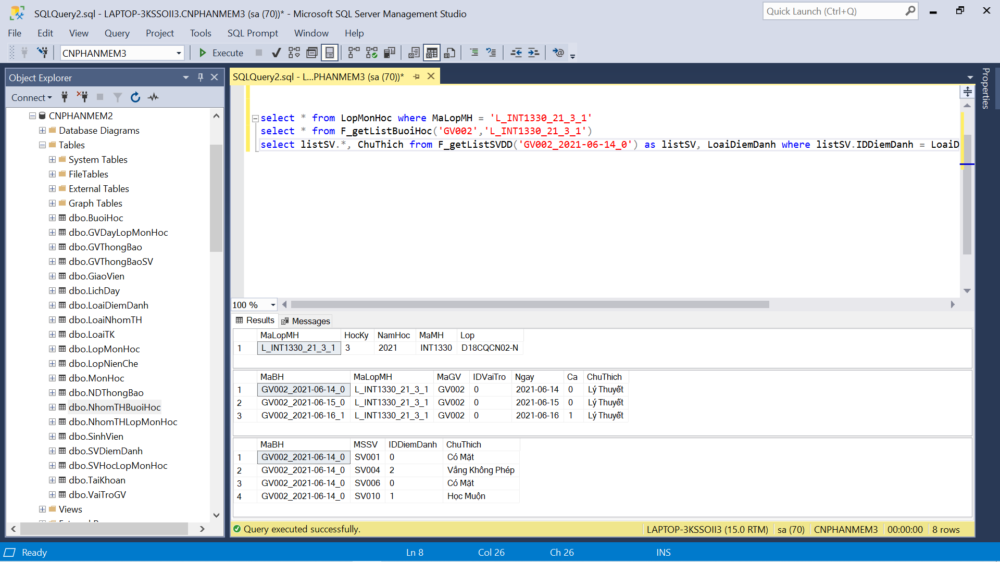 SQLQuery2.sql - LAPTOP-3KSSOII3.CNPHANMEM3 (sa (70))* - Microsoft SQL Server Management Studio
Quick Launch (Ctrl+Q)
File Edit View Query Project Tools SQL Prompt Window Help
CNPHANMEM3 Execute
Object Explorer
Connect
CNPHANMEM2
Database Diagrams
Tables
System Tables
FileTables
External Tables
Graph Tables
dbo.BuoiHoc
dbo.GVDayLopMonHoc
dbo.GVThongBao
dbo.GVThongBaoSV
dbo.GiaoVien
dbo.LichDay
dbo.LoaiDiemDanh
dbo.LoaiNhomTH
dbo.LoaiTK
dbo.LopMonHoc
dbo.LopNienChe
dbo.MonHoc
dbo.NDThongBao
dbo.NhomTHBuoiHoc
dbo.NhomTHLopMonHoc
dbo.SinhVien
dbo.SVDiemDanh
dbo.SVHocLopMonHoc
dbo.TaiKhoan
dbo.VaiTroGV
Views
SQLQuery2.sql - L...PHANMEM3 (sa (70))*
Properties
select * from LopMonHoc where MaLopMH = 'L_INT1330_21_3_1'
select * from F_getListBuoiHoc('GV002','L_INT1330_21_3_1')
select listSV.*, ChuThich from F_getListSVDD('GV002_2021-06-14_0') as listSV, LoaiDiemDanh where listSV.IDDiemDanh = LoaiD
100 %
Results Messages
MaLopMH HocKy NamHoc MaMH Lop
1 L_INT1330_21_3_1 3 2021 INT1330 D18CQCN02-N
MaBH MaLopMH MaGV IDVaiTro Ngay Ca ChuThich
1 GV002_2021-06-14_0 L_INT1330_21_3_1 GV002 0 2021-06-14 0 Lý Thuyết
2 GV002_2021-06-15_0 L_INT1330_21_3_1 GV002 0 2021-06-15 0 Lý Thuyết
3 GV002_2021-06-16_1 L_INT1330_21_3_1 GV002 0 2021-06-16 1 Lý Thuyết
MaBH MSSV IDDiemDanh ChuThich
1 GV002_2021-06-14_0 SV001 0 Có Mặt
2 GV002_2021-06-14_0 SV004 2 Vắng Không Phép
3 GV002_2021-06-14_0 SV006 0 Có Mặt
4 GV002_2021-06-14_0 SV010 1 Học Muộn
Query executed successfully. LAPTOP-3KSSOII3 (15.0 RTM) sa (70) CNPHANMEM3 00:00:00 8 rows
Ready Ln 8 Col 26 Ch 26 INS